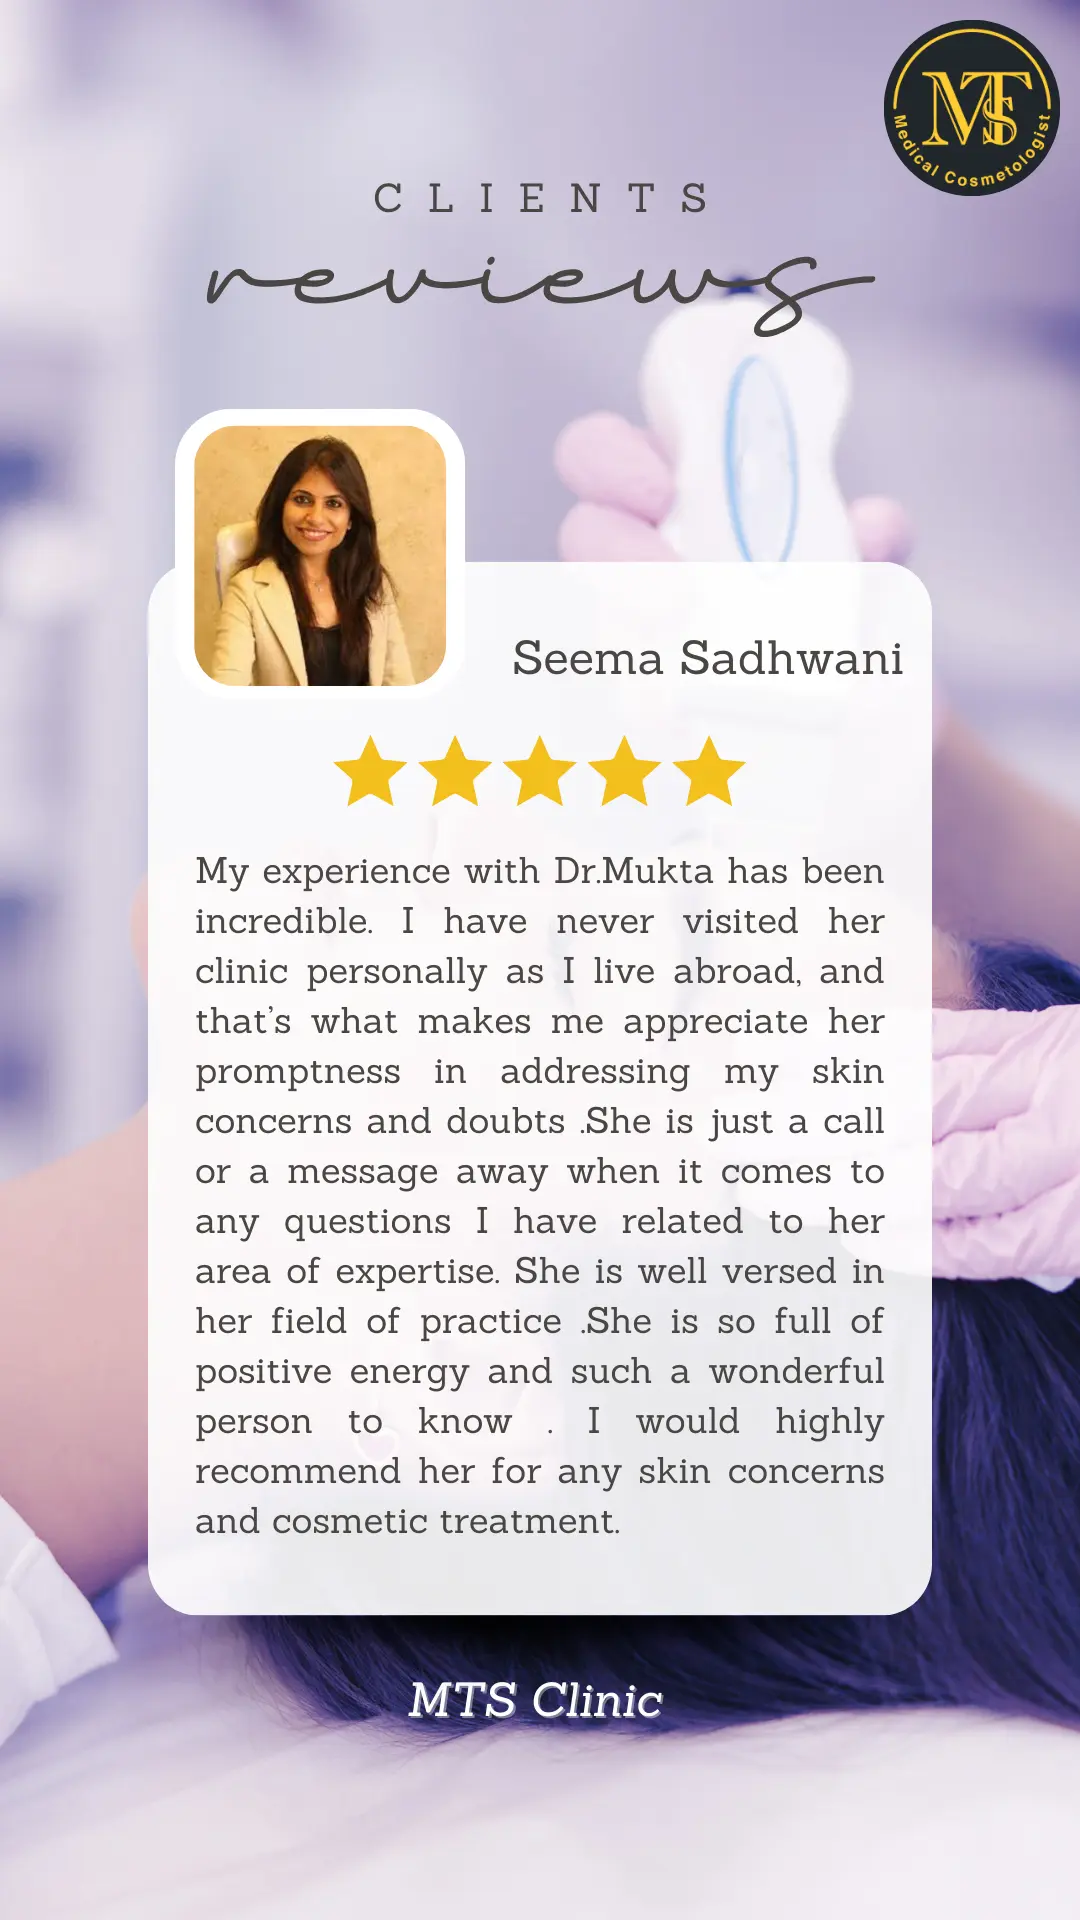 MTS
Medical Cosmetologist
CLIENTS
reviews
Seema Sadhwani
My experience with Dr.Mukta has been
incredible. I have never visited her
clinic personally as I live abroad, and
that's what makes me appreciate her
promptness in addressing my skin
concerns and doubts .She is just a call
or a message away when it comes to
any questions I have related to her
area of expertise. She is well versed in
her field of practice .She is so full of
positive energy and such a wonderful
person to know . I would highly
recommend her for any skin concerns
and cosmetic treatment.
MTS Clinic